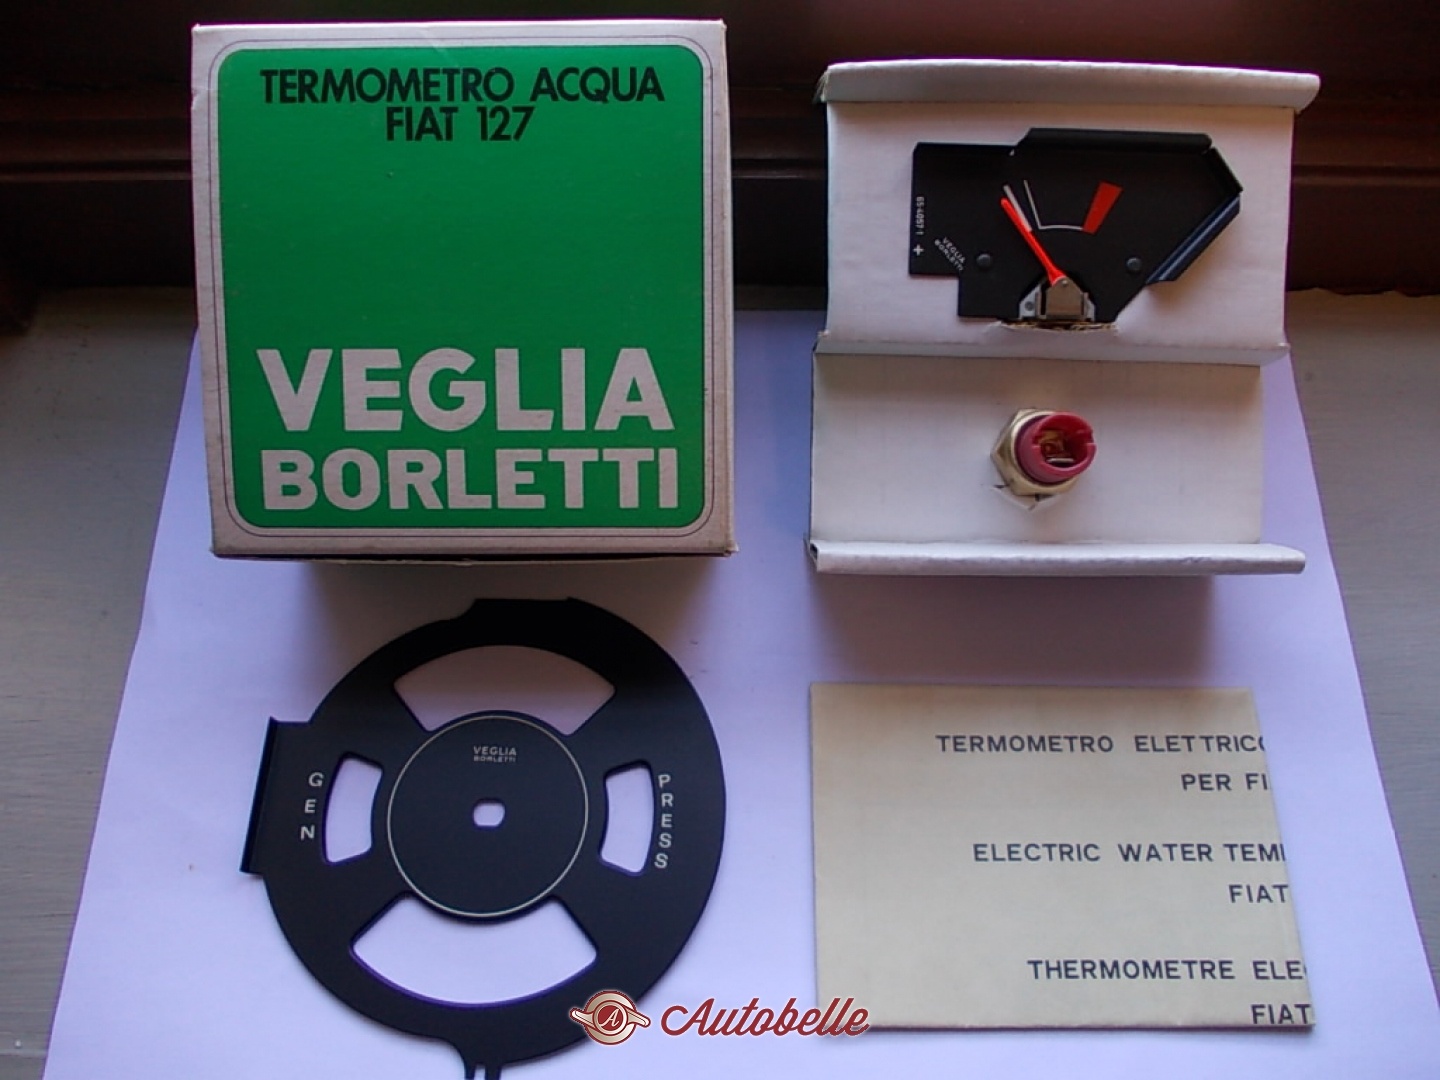 TERMOMETRO ACQUA
FIAT 127
VEGLIA
BORLETTI
VEGLIA
BORLETTI
VEGLIA
BORLETTI
GEN
PRESS
TERMOMETRO ELETTRICO
PER FI
ELECTRIC WATER TEM
FIAT
THERMOMETRE ELE
FIAT
Autobelle